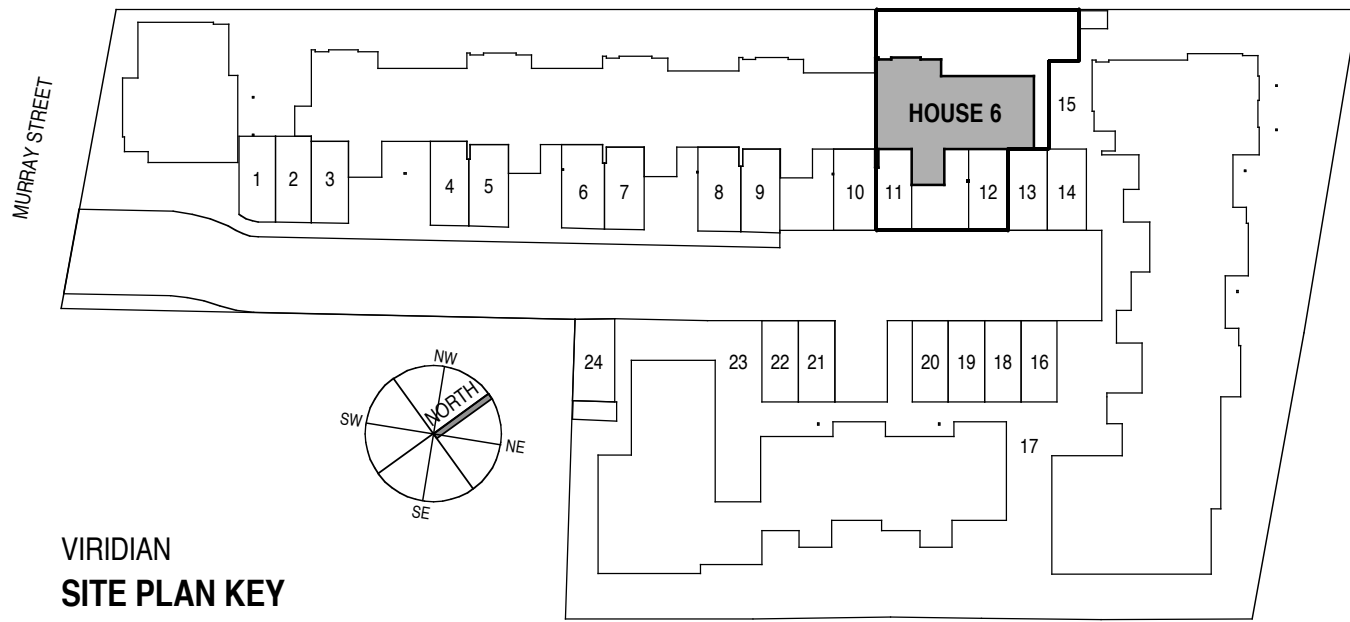 MURRAY STREET
HOUSE 6
15
1 2 3 4 5 6 7 8 9 10 11 12 13 14
24 23 22 21 20 19 18 16
17
NW
NORTH
SW
NE
SE
VIRIDIAN
SITE PLAN KEY